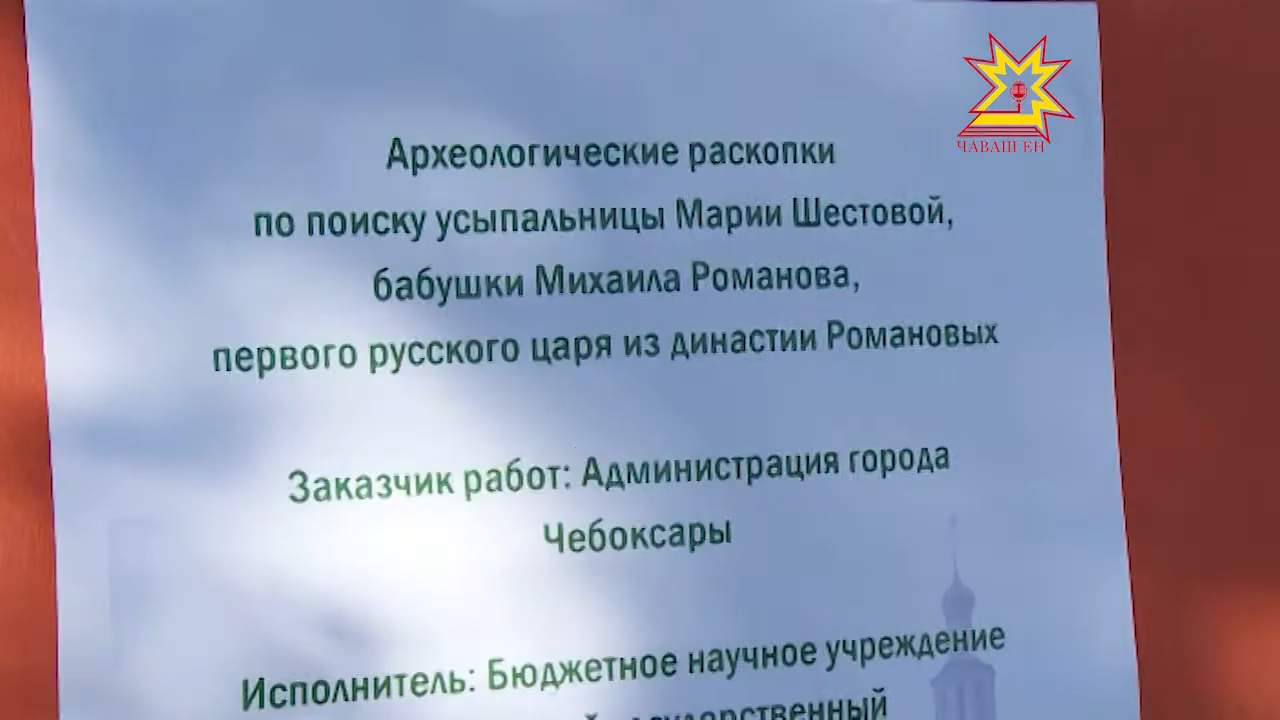 ЧАВАШ ЕН
Археологические раскопки
по поиску усыпальницы Марии Шестовой,
бабушки Михаила Романова,
первого русского царя из династии Романовых
Заказчик работ: Администрация города
Чебоксары
Исполнитель: Бюджетное научное учреждение
государственный